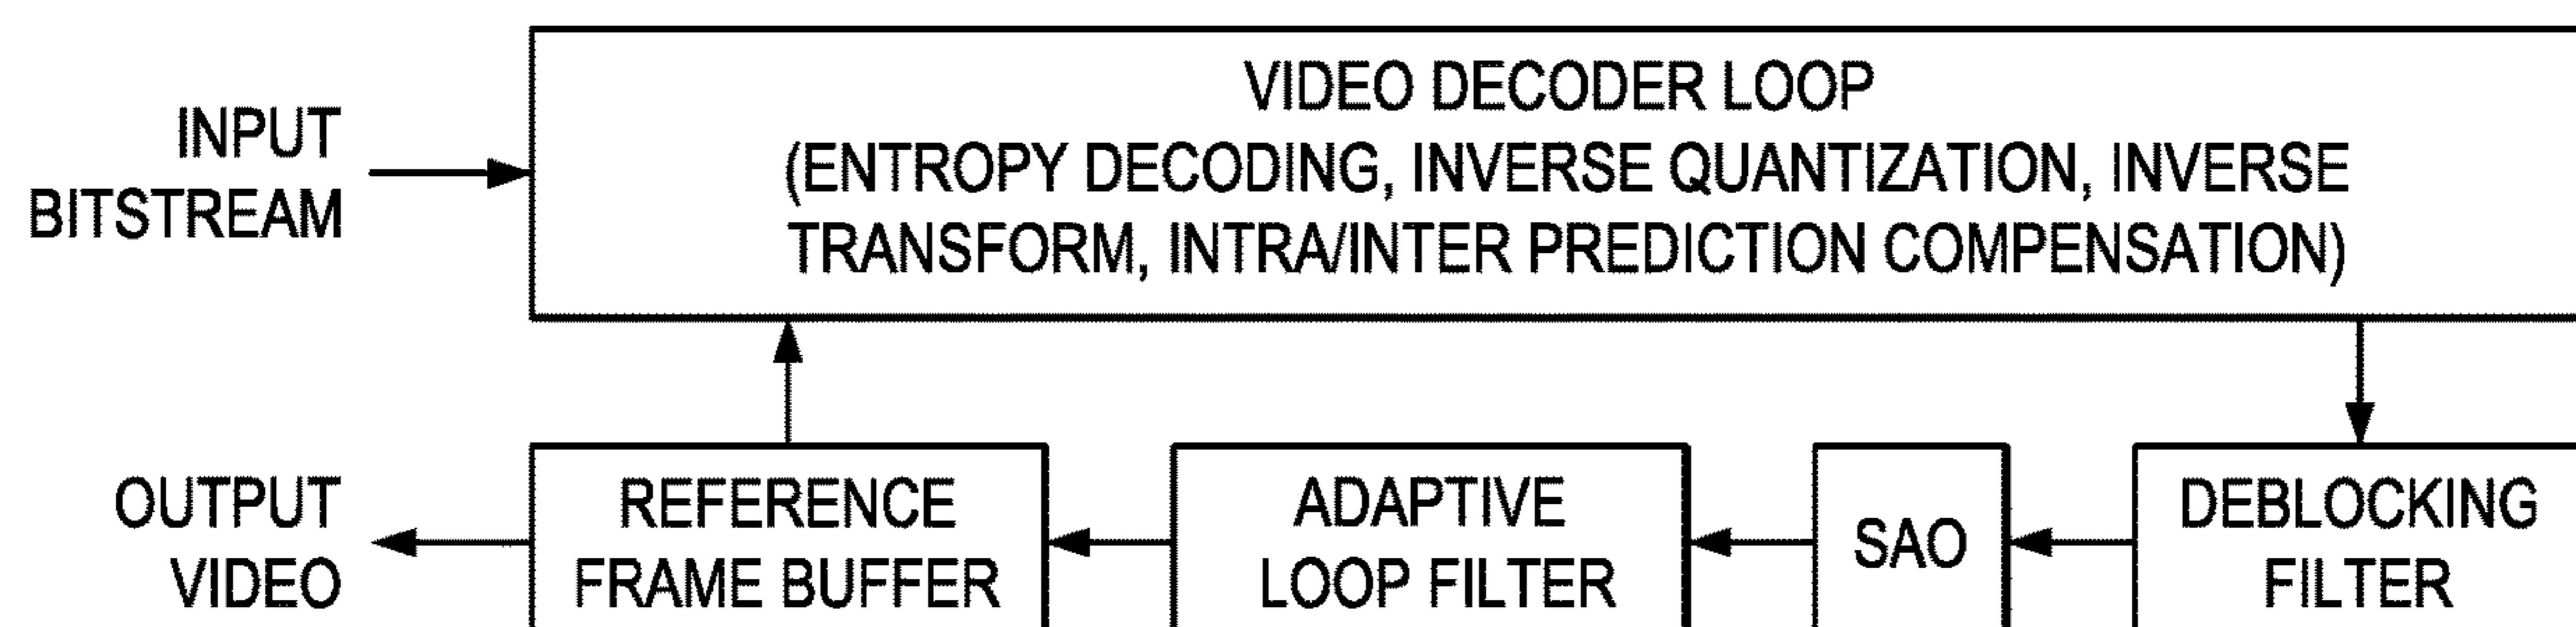 INPUT
BITSTREAM
VIDEO DECODER LOOP
(ENTROPY DECODING, INVERSE QUANTIZATION, INVERSE
TRANSFORM, INTRA/INTER PREDICTION COMPENSATION)
OUTPUT
VIDEO
REFERENCE
FRAME BUFFER
ADAPTIVE
LOOP FILTER
SAO
DEBLOCKING
FILTER